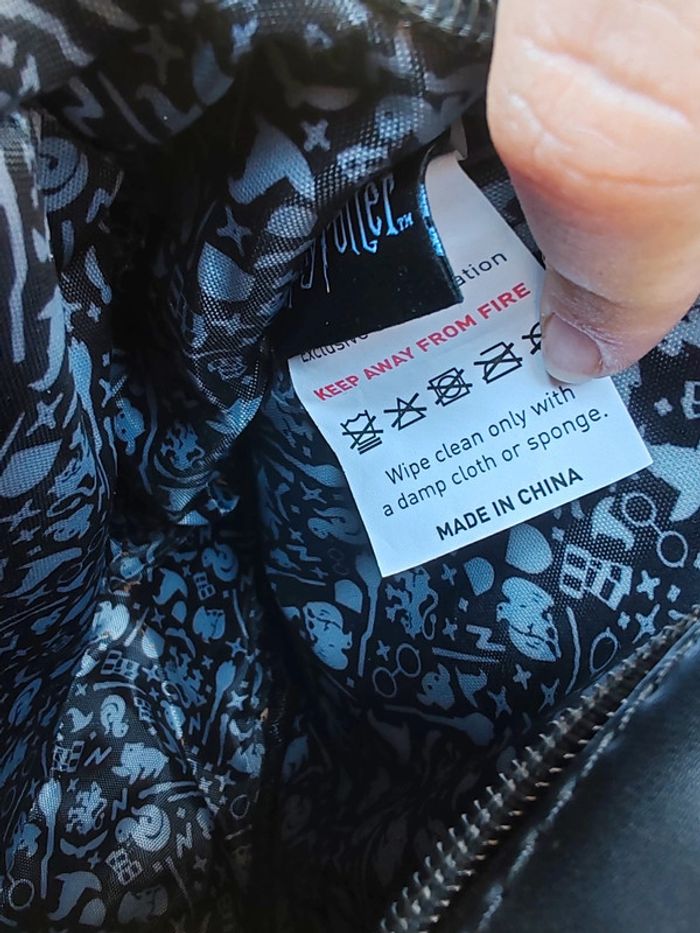 KEEP AWAY FROM FIRE
Wipe clean only with
a damp cloth or sponge.
MADE IN CHINA